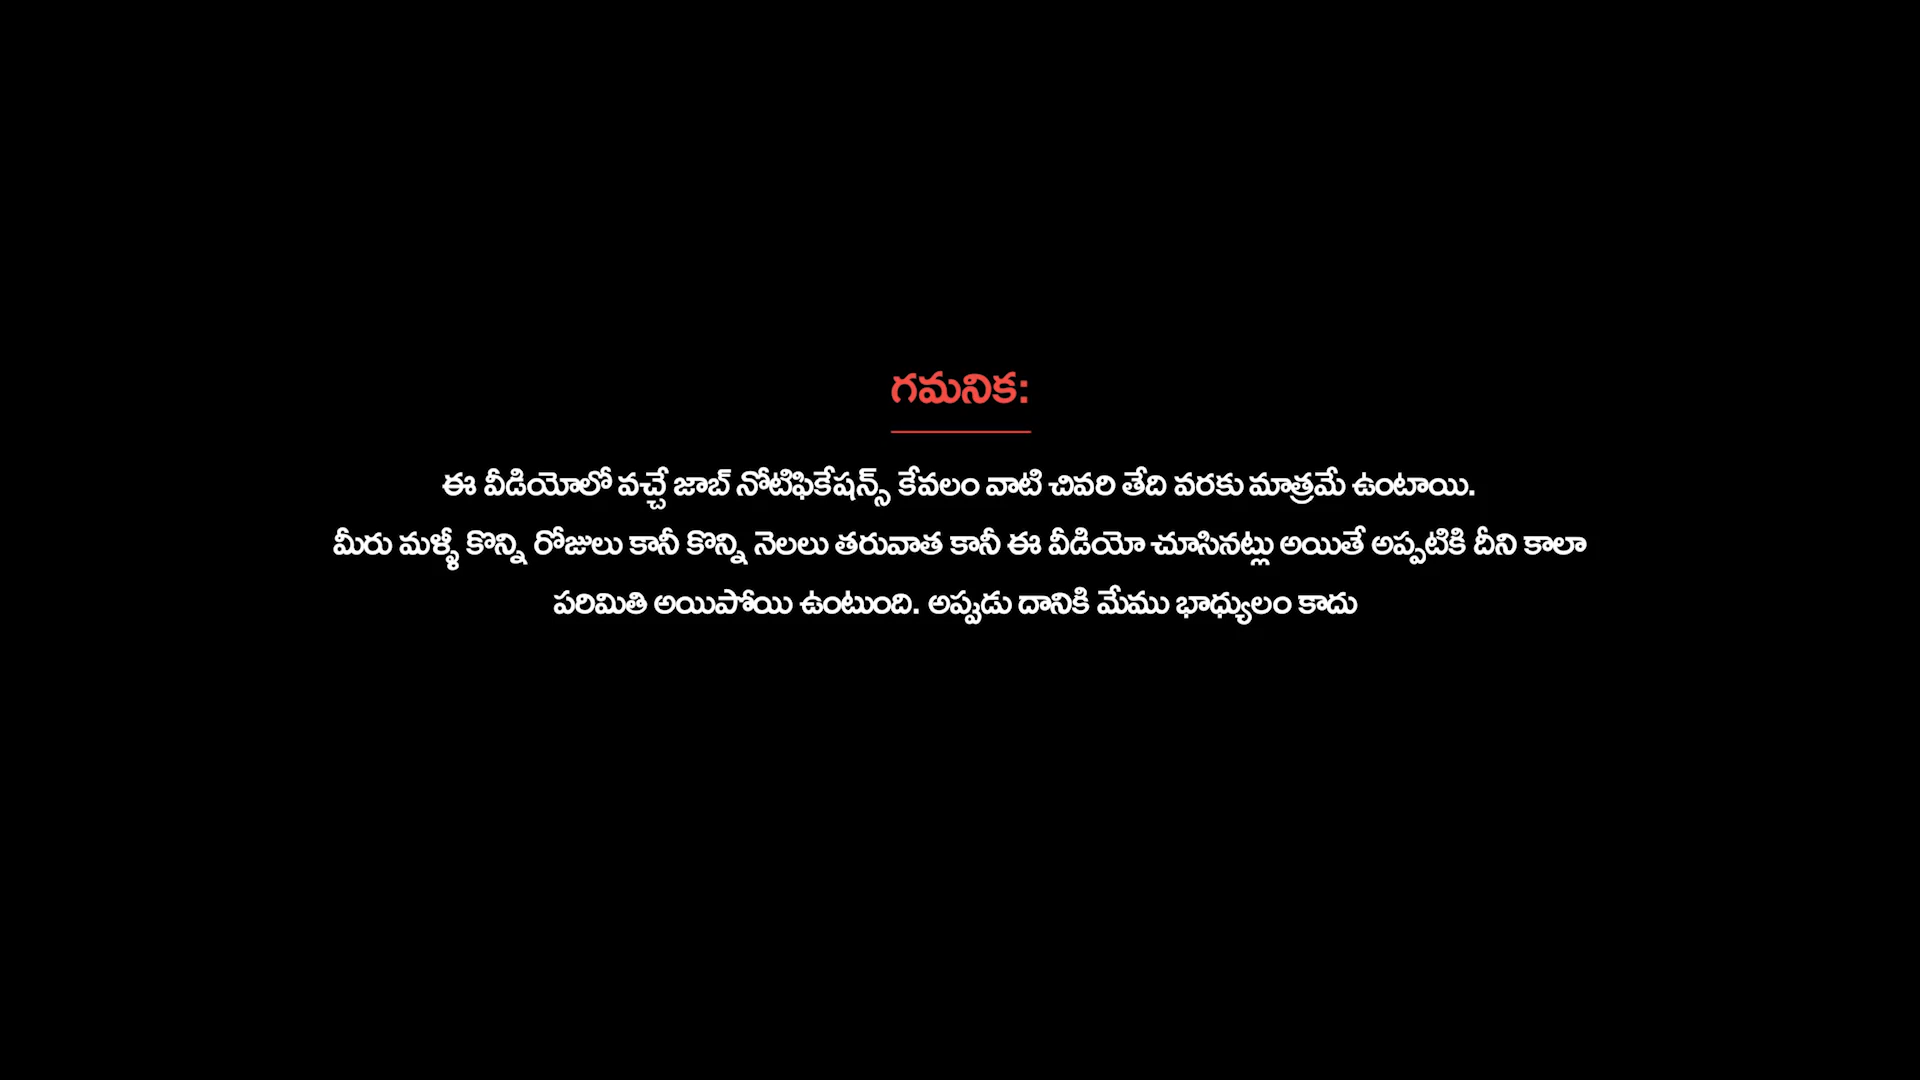 గమనిక:
ఈ వీడియోలో వచ్చే జాబ్ నోటిఫికేషన్స్ కేవలం వాటి చివరి తేది వరకు మాత్రమే ఉంటాయి.
మీరు మళ్ళీ కొన్ని రోజులు కానీ కొన్ని నెలలు తరువాత కానీ ఈ వీడియో చూసినట్లు అయితే అప్పటికి దీని కాలా
పరిమితి అయిపోయి ఉంటుంది. అప్పుడు దానికి మేము భాధ్యులం కాదు